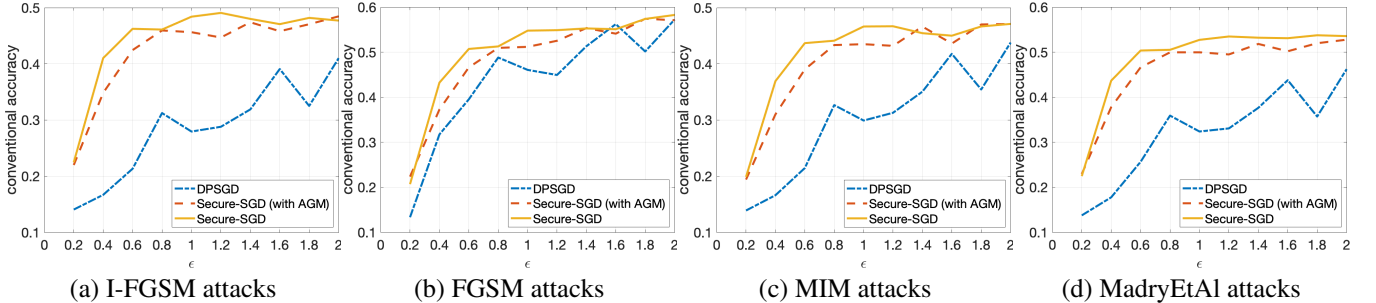 conventional accuracy
0.5
0.4
0.3
0.2
0.1
DPSGD
Secure-SGD (with AGM)
Secure-SGD
0 0.2 0.4 0.6 0.8 1 1.2 1.4 1.6 1.8 2
ϵ
(a) I-FGSM attacks
conventional accuracy
0.6
0.5
0.4
0.3
0.2
0.1
DPSGD
Secure-SGD (with AGM)
Secure-SGD
0 0.2 0.4 0.6 0.8 1 1.2 1.4 1.6 1.8 2
ϵ
(b) FGSM attacks
conventional accuracy
0.5
0.4
0.3
0.2
0.1
DPSGD
Secure-SGD (with AGM)
Secure-SGD
0 0.2 0.4 0.6 0.8 1 1.2 1.4 1.6 1.8 2
ϵ
(c) MIM attacks
conventional accuracy
0.6
0.5
0.4
0.3
0.2
0.1
DPSGD
Secure-SGD (with AGM)
Secure-SGD
0 0.2 0.4 0.6 0.8 1 1.2 1.4 1.6 1.8 2
ϵ
(d) MadryEtAl attacks